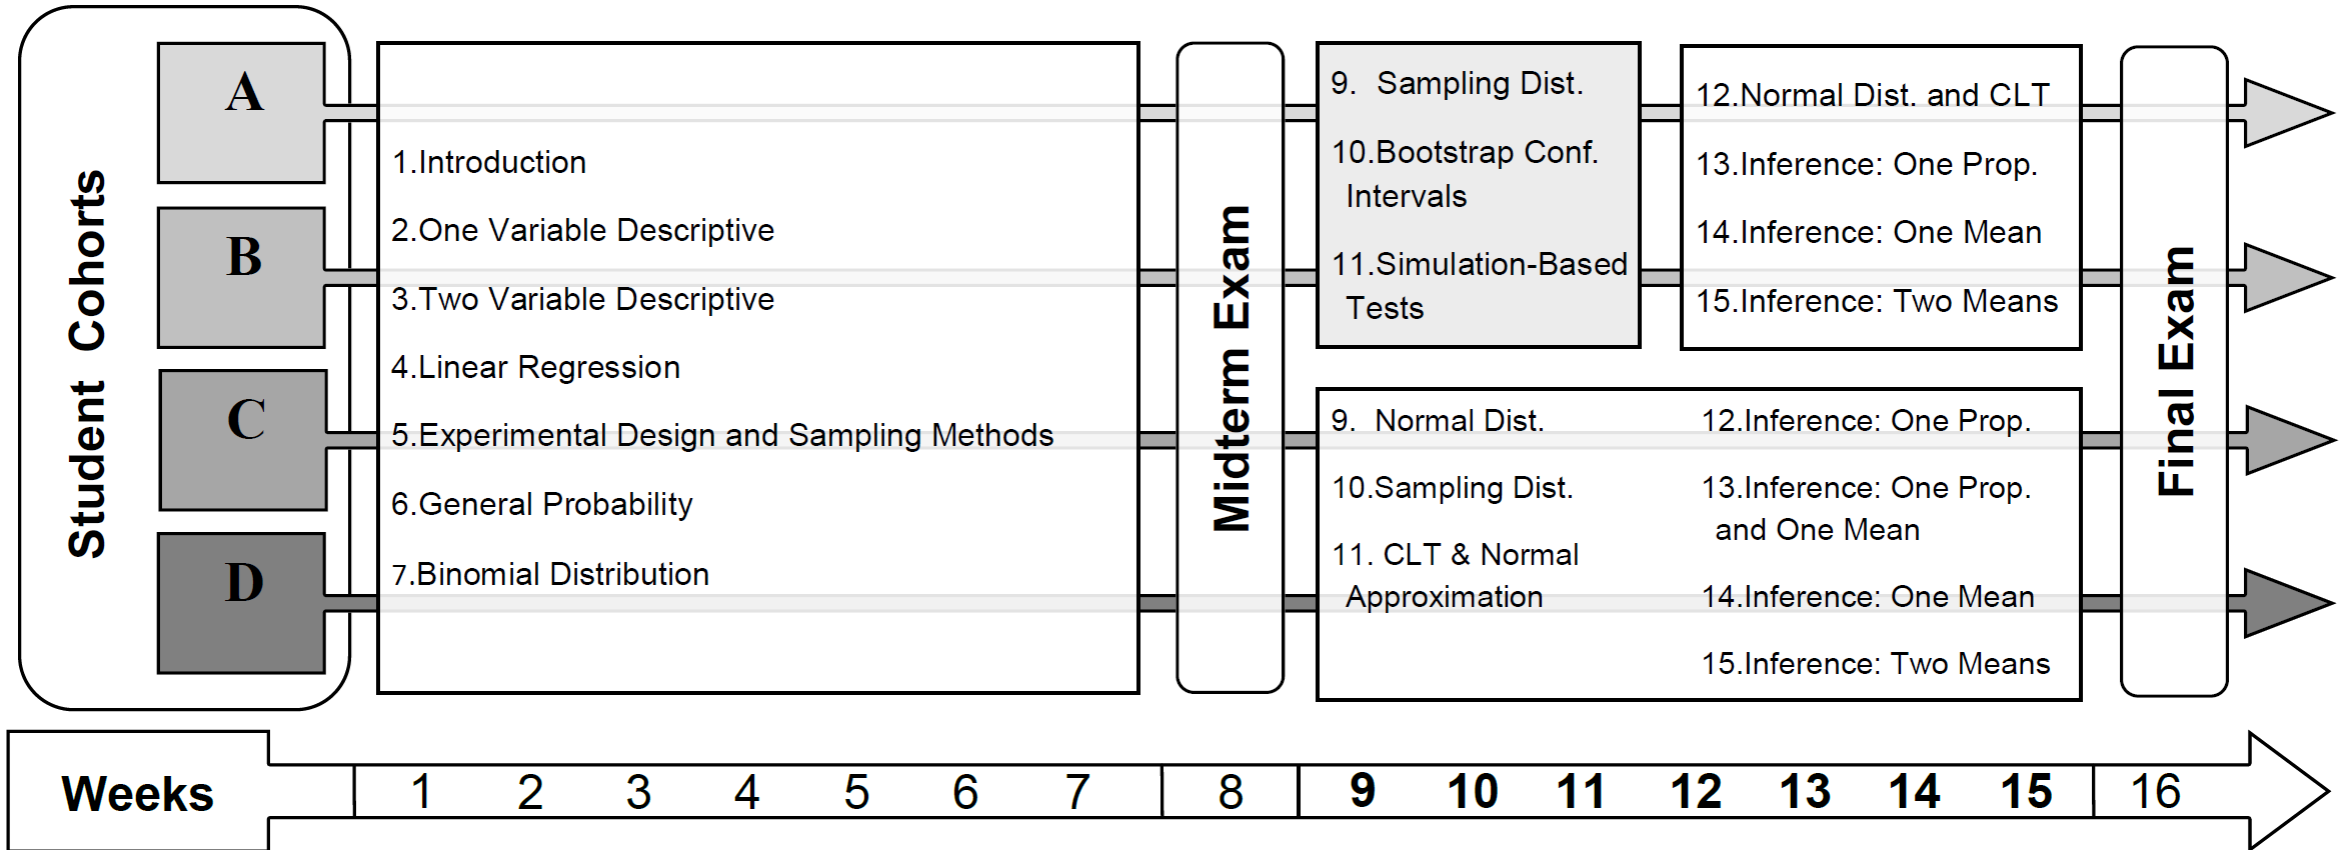 Student Cohorts
A
B
C
D
1.Introduction
2.One Variable Descriptive
3.Two Variable Descriptive
4.Linear Regression
5.Experimental Design and Sampling Methods
6.General Probability
7.Binomial Distribution
Midterm Exam
9. Sampling Dist.
10.Bootstrap Conf.
Intervals
11.Simulation-Based
Tests
12.Normal Dist. and CLT
13.Inference: One Prop.
14.Inference: One Mean
15.Inference: Two Means
9. Normal Dist.
10.Sampling Dist.
11. CLT & Normal
Approximation
12.Inference: One Prop.
13.Inference: One Prop.
and One Mean
14.Inference: One Mean
15.Inference: Two Means
Final Exam
Weeks 1 2 3 4 5 6 7 8 9 10 11 12 13 14 15 16